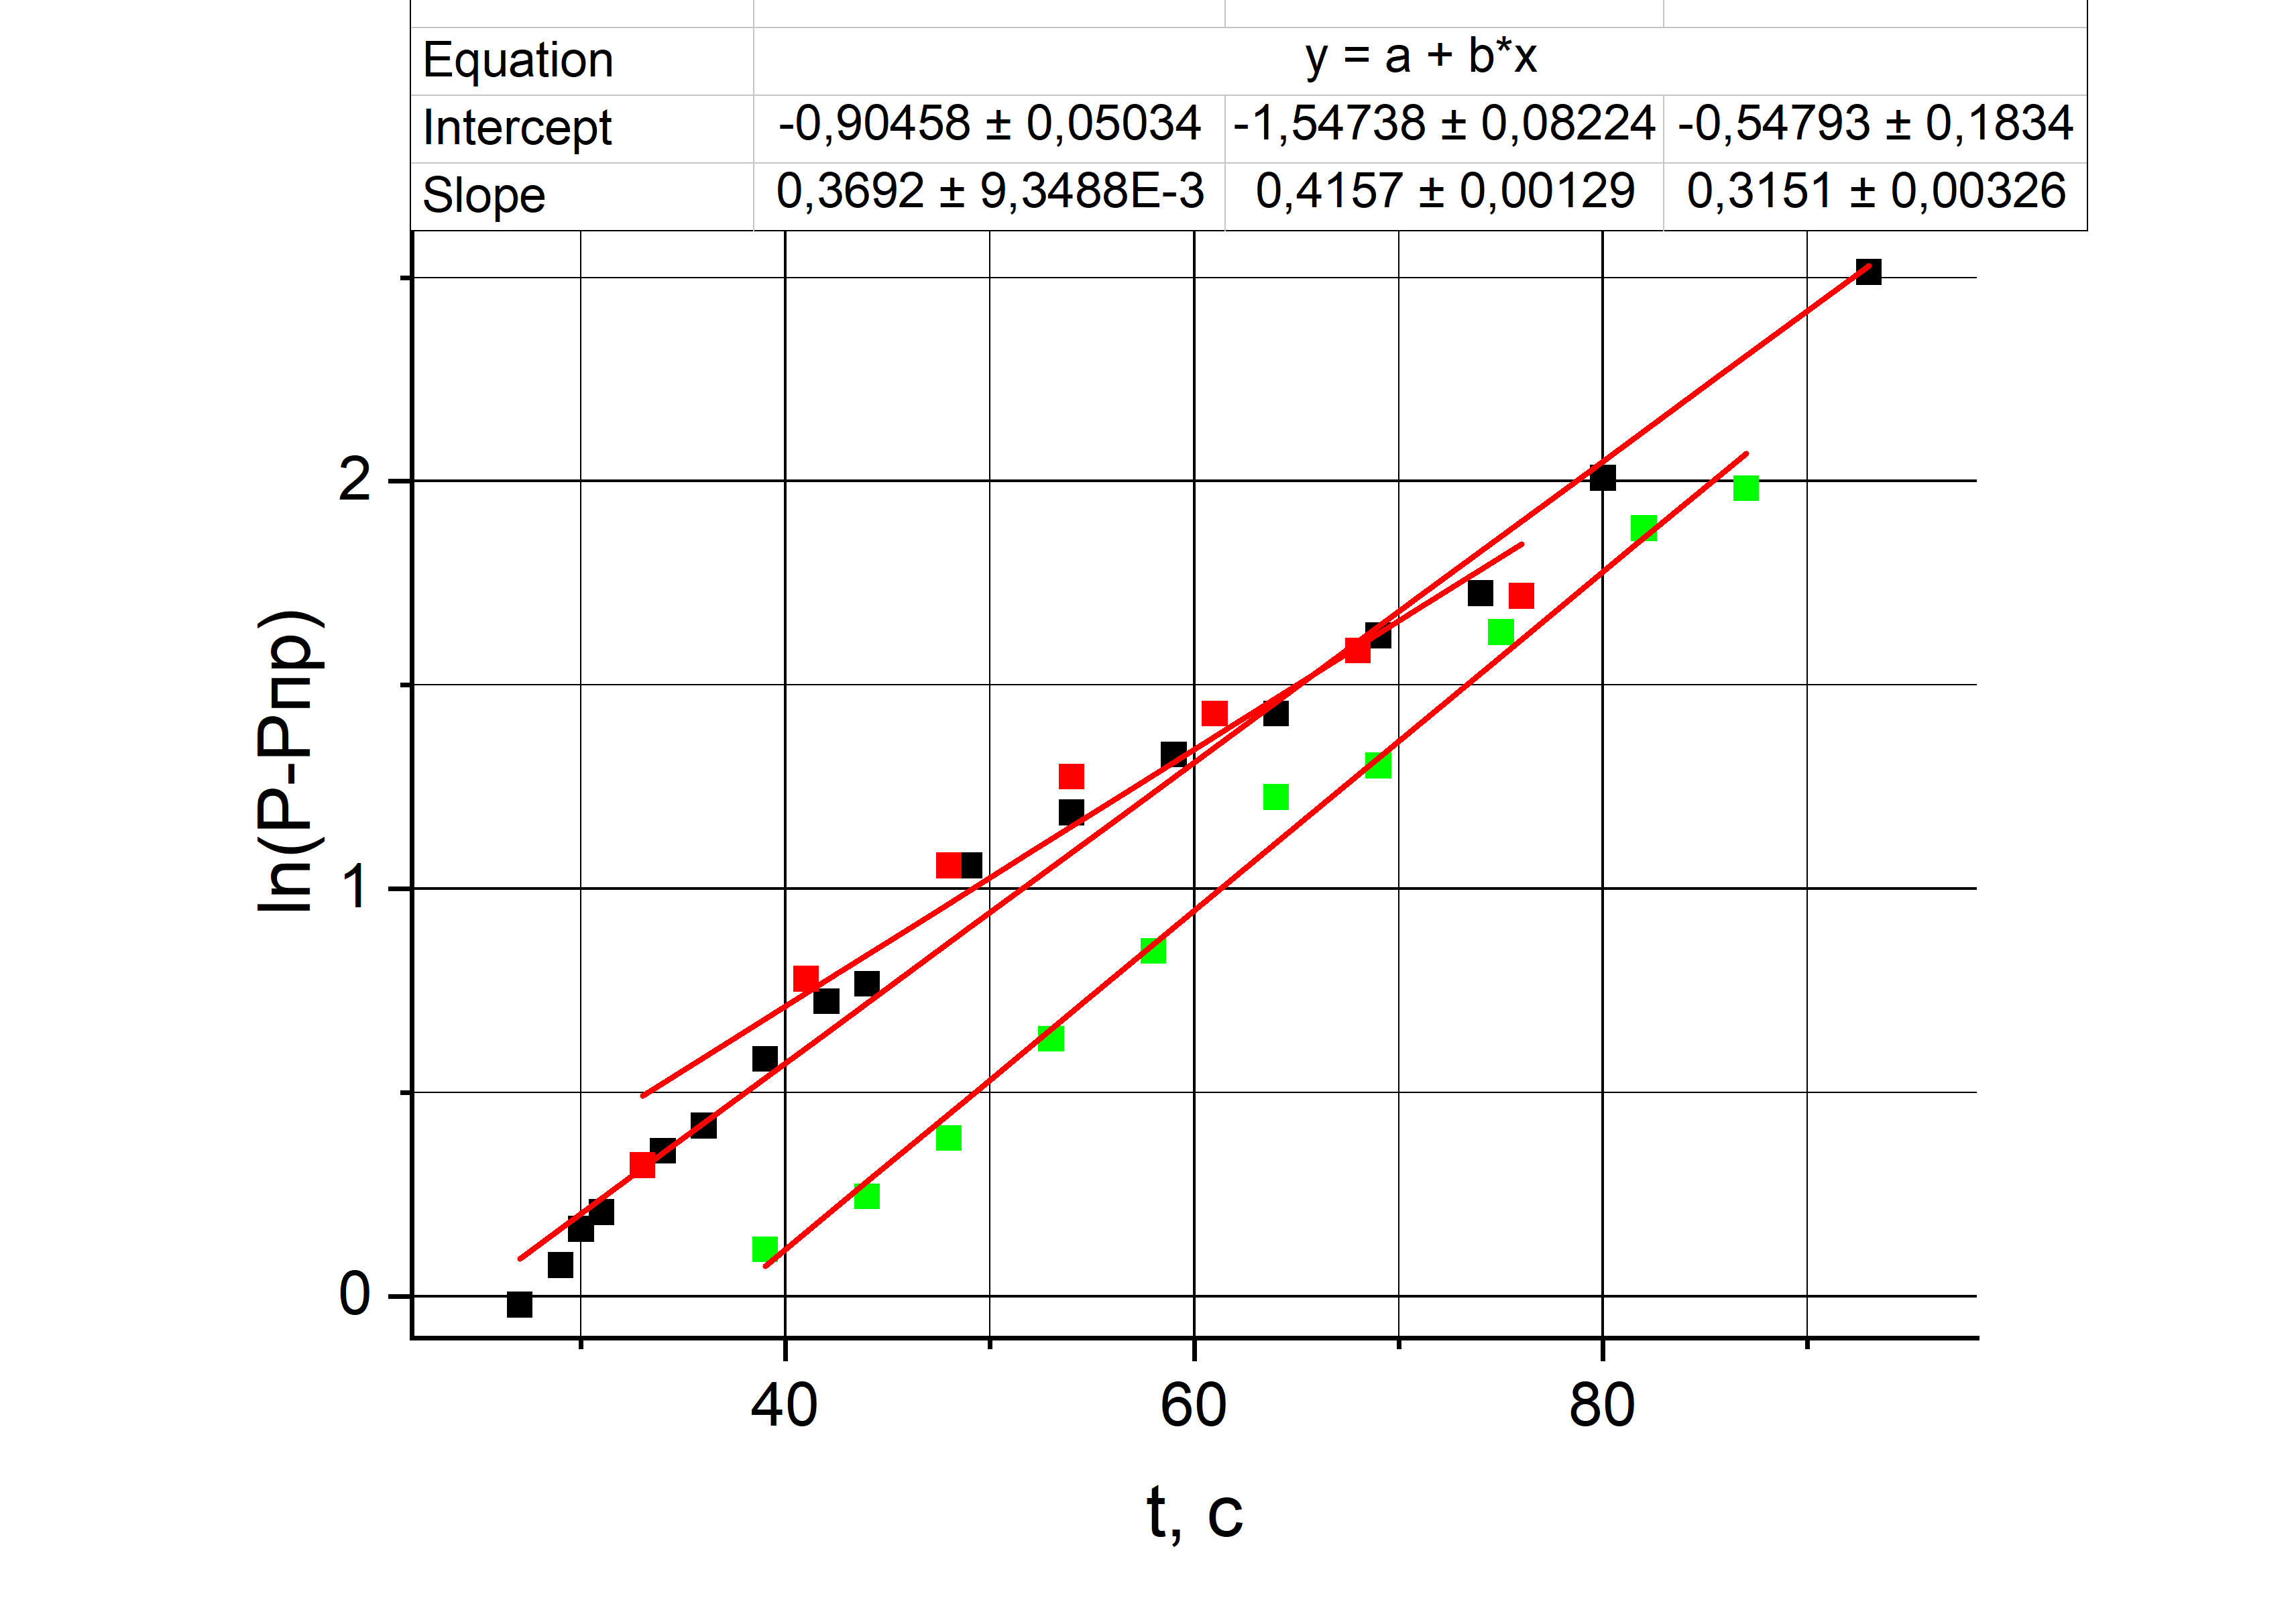 Equation y = a + b*x
Intercept -0,90458 ± 0,05034 -1,54738 ± 0,08224 -0,54793 ± 0,1834
Slope 0,3692 ± 9,3488E-3 0,4157 ± 0,00129 0,3151 ± 0,00326
ln(P-Pпр)
2
1
0
40 60 80
t, c